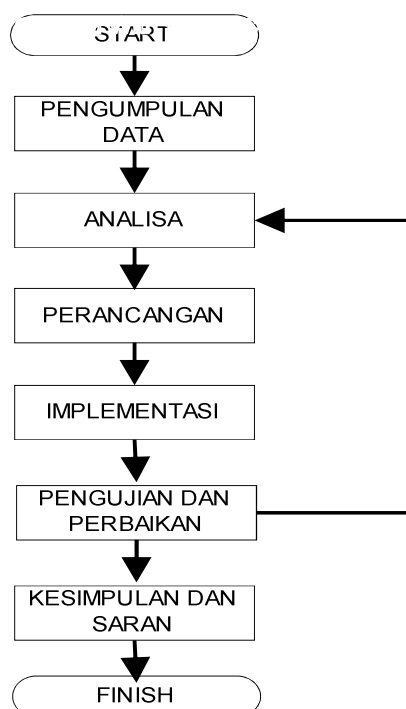 START
PENGUMPULAN
DATA
ANALISA
PERANCANGAN
IMPLEMENTASI
PENGUJIAN DAN
PERBAIKAN
KESIMPULAN DAN
SARAN
FINISH